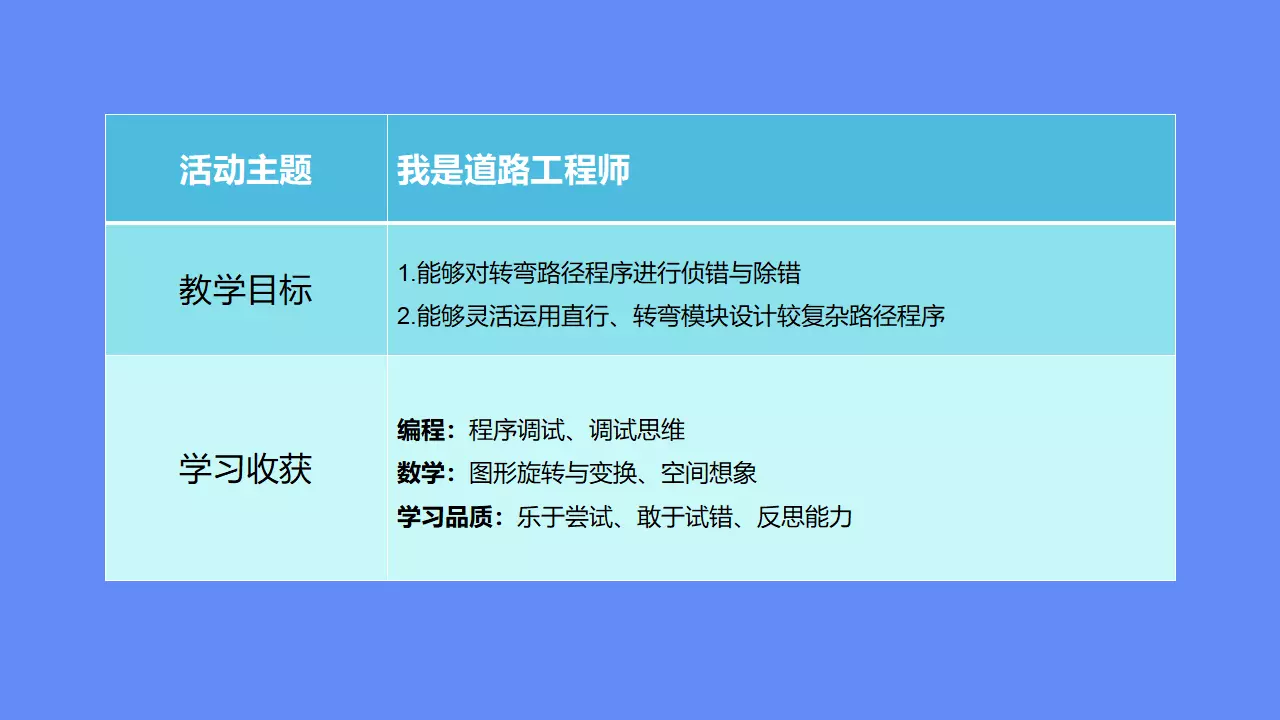 活动主题
我是道路工程师
教学目标
1.能够对转弯路径程序进行侦错与除错
2.能够灵活运用直行、转弯模块设计较复杂路径程序
学习收获
编程：程序调试、调试思维
数学：图形旋转与变换、空间想象
学习品质：乐于尝试、敢于试错、反思能力